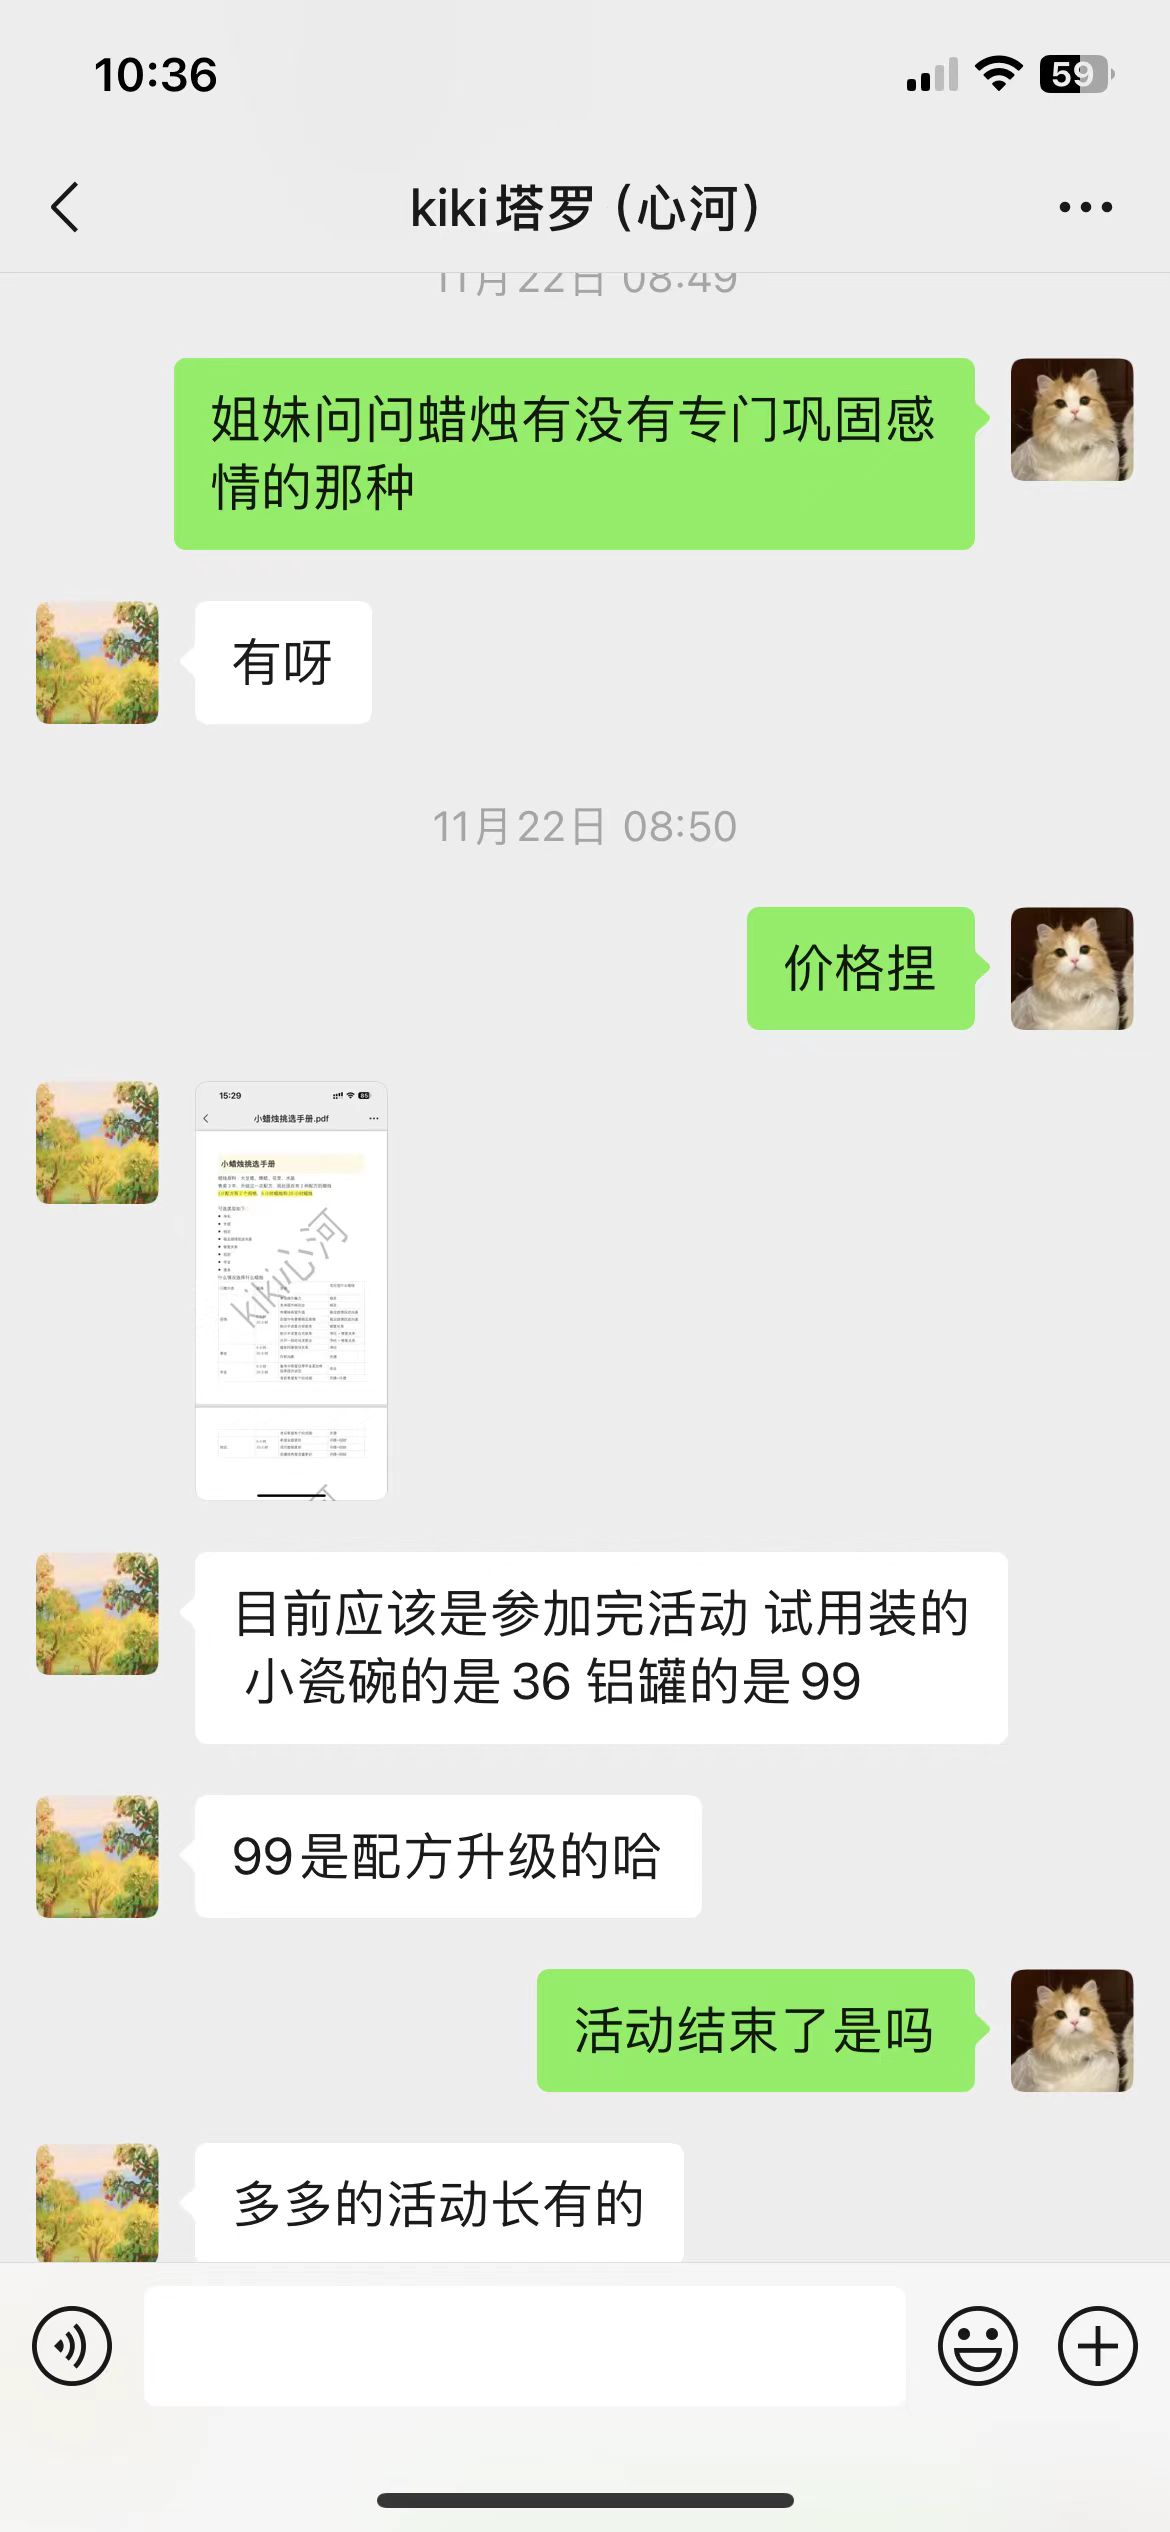 10:36
59
kiki塔罗（心河）
11月22日 08:49
姐妹问问蜡烛有没有专门巩固感
情的那种
有呀
11月22日 08:50
价格捏
15:29
小蜡烛挑选手册.pdf
小蜡烛挑选手册
kiki心河
目前应该是参加完活动 试用装的
小瓷碗的是36 铝罐的是99
99是配方升级的哈
活动结束了是吗
多多的活动长有的